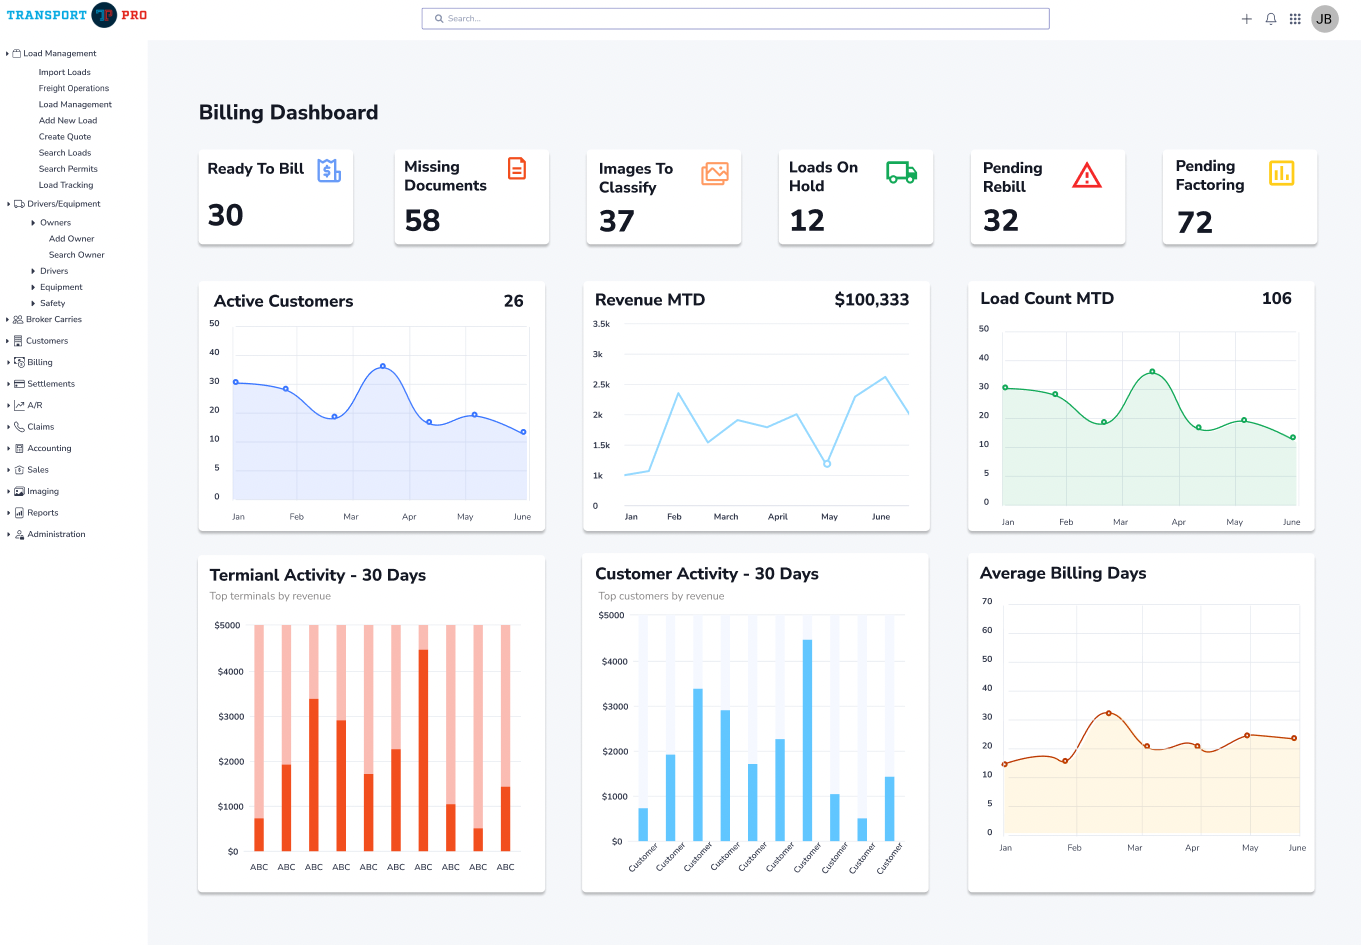 TRANSPORT TP PRO
Search...
JB
Load Management
Import Loads
Freight Operations
Load Management
Add New Load
Create Quote
Search Loads
Search Permits
Load Tracking
Drivers/Equipment
Owners
Add Owner
Search Owner
Drivers
Equipment
Safety
Broker Carries
Customers
Billing
Settlements
A/R
Claims
Accounting
Sales
Imaging
Reports
Administration
Billing Dashboard
Ready To Bill
30
Missing
Documents
58
Images To
Classify
37
Loads On
Hold
12
Pending
Rebill
32
Pending
Factoring
72
Active Customers 26
50
40
30
20
10
5
0
Jan Feb Mar Apr May June
Revenue MTD $100,333
3.5k
3k
2.5k
2k
1.5k
1k
0
Jan Feb March April May June
Load Count MTD 106
50
40
30
20
10
5
0
Jan Feb Mar Apr May June
Termianl Activity - 30 Days
Top terminals by revenue
$5000
$4000
$3000
$2000
$1000
$0
ABC ABC ABC ABC ABC ABC ABC ABC ABC ABC
Customer Activity - 30 Days
Top customers by revenue
$5000
$4000
$3000
$2000
$1000
$0
Customer Customer Customer Customer Customer Customer Customer Customer Customer Customer
Average Billing Days
70
60
50
40
30
20
10
5
0
Jan Feb Mar Apr May June